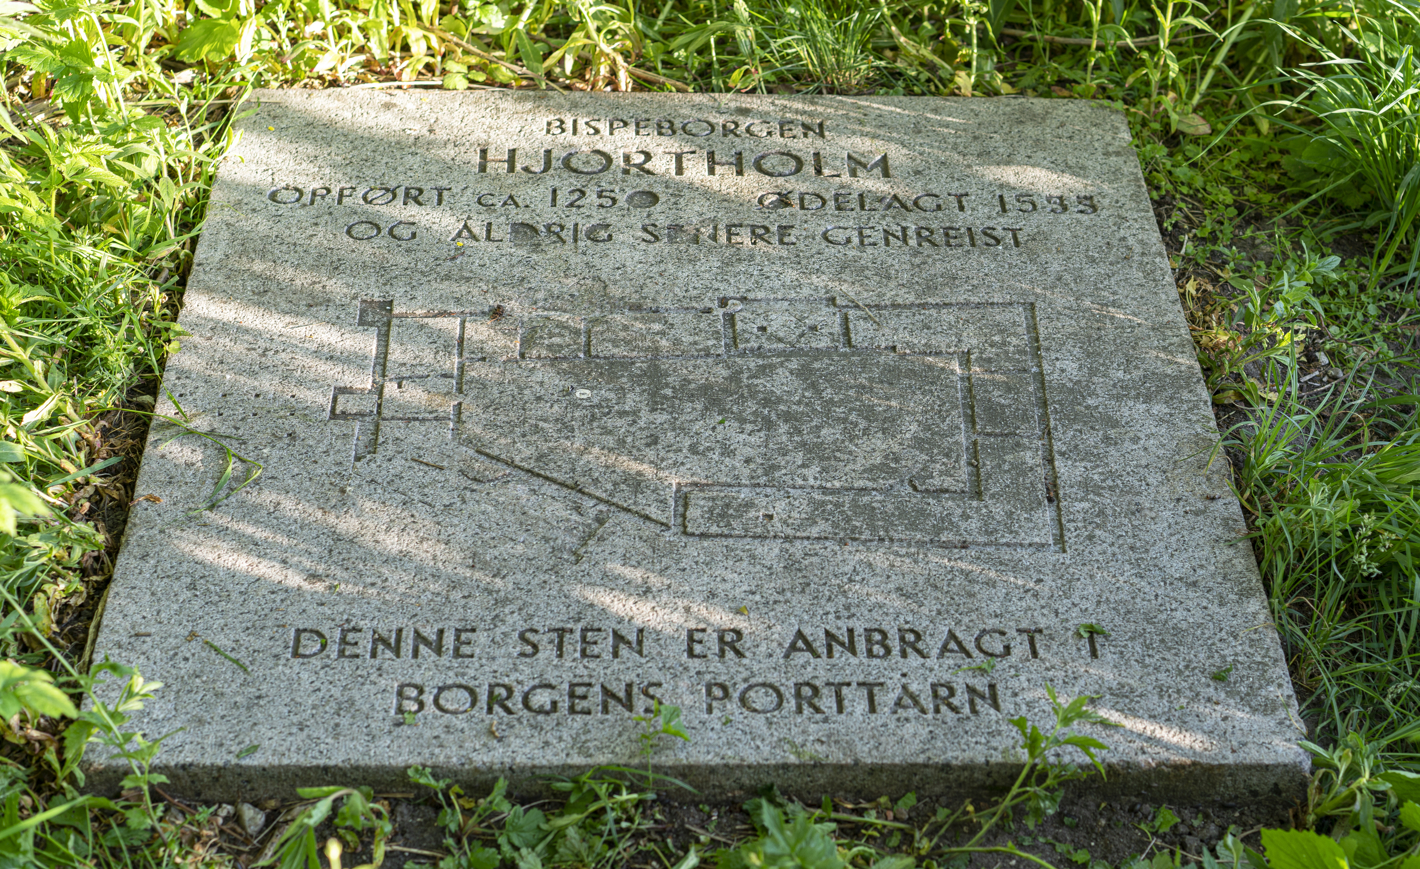 BISPEBORGEN
HJORTHOLM
OPFØRT CA. 1250 ØDELAGT 1535
OG ALDRIG SENERE GENREIST
DENNE STEN ER ANBRAGT I
BORGENS PORTTÅRN